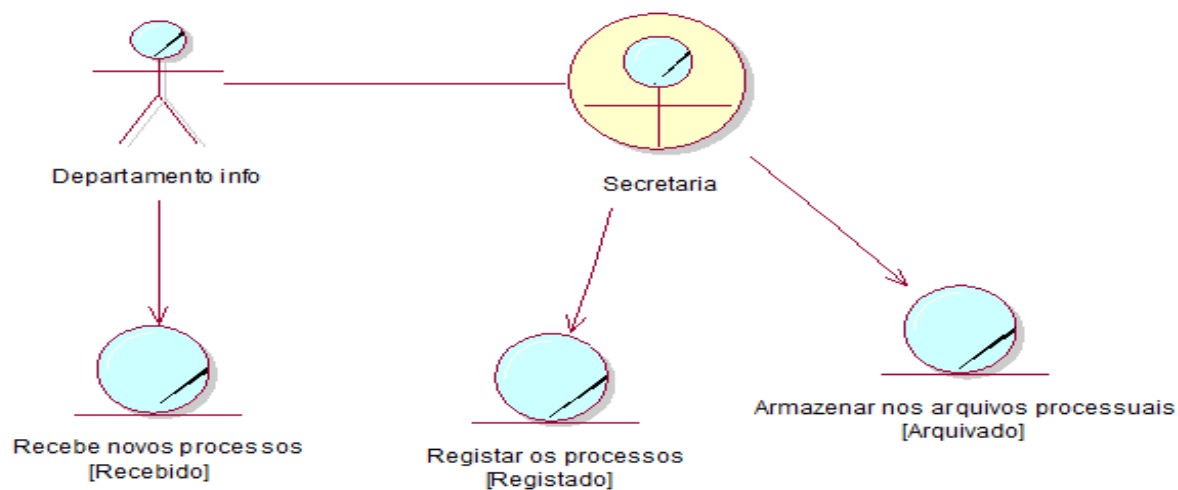 Departamento info
Secretaria
Recebe novos processos
[Recebido]
Registar os processos
[Registado]
Armazenar nos arquivos processuais
[Arquivado]